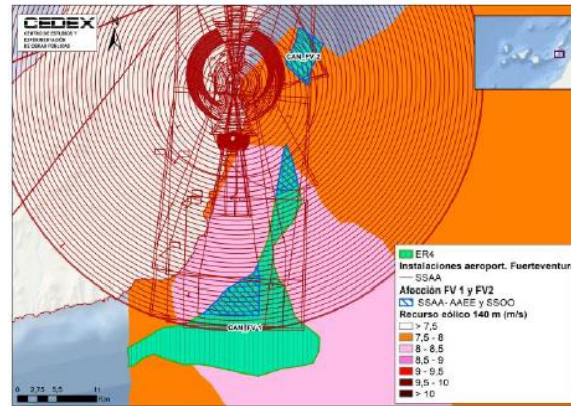 CEDEX
CENTRO DE ESTUDIOS Y
EXPERIMENTACIÓN
DE OBRAS PÚBLICAS
CAN_FV-2
CAN_FV-1
ER4
Instalaciones aeroport. Fuerteventura
SSAA
Afección FV 1 y FV2
SSAA- AAEE y SSOO
Recurso eólico 140 m (m/s)
> 7,5
7,5 - 8
8 - 8,5
8,5 - 9
9 - 9,5
9,5 - 10
> 10
0 2,75 5,5 11
Km